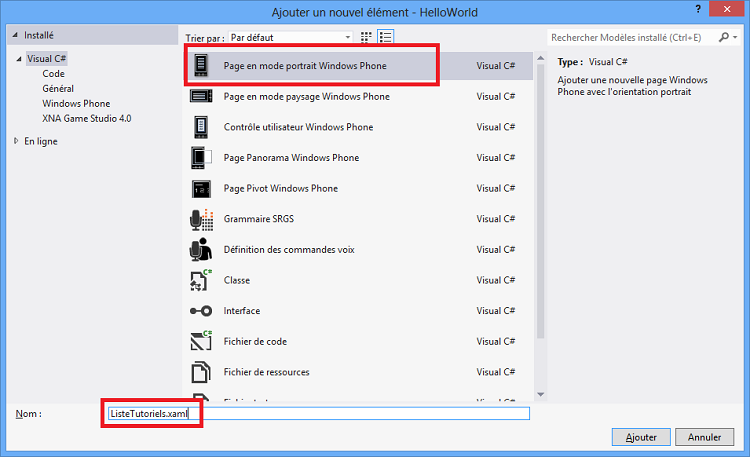 Ajouter un nouvel élément - HelloWorld
?
Installé
Visual C#
Code
Général
Windows Phone
XNA Game Studio 4.0
En ligne
Trier par : Par défaut
Page en mode portrait Windows Phone Visual C#
Page en mode paysage Windows Phone Visual C#
Contrôle utilisateur Windows Phone Visual C#
Page Panorama Windows Phone Visual C#
Page Pivot Windows Phone Visual C#
Grammaire SRGS Visual C#
Définition des commandes voix Visual C#
C# Classe Visual C#
Interface Visual C#
C# Fichier de code Visual C#
Fichier de ressources Visual C#
Rechercher Modèles installé (Ctrl+E)
Type : Visual C#
Ajouter une nouvelle page Windows
Phone avec l'orientation portrait
Nom : ListeTutoriels.xaml
Ajouter Annuler